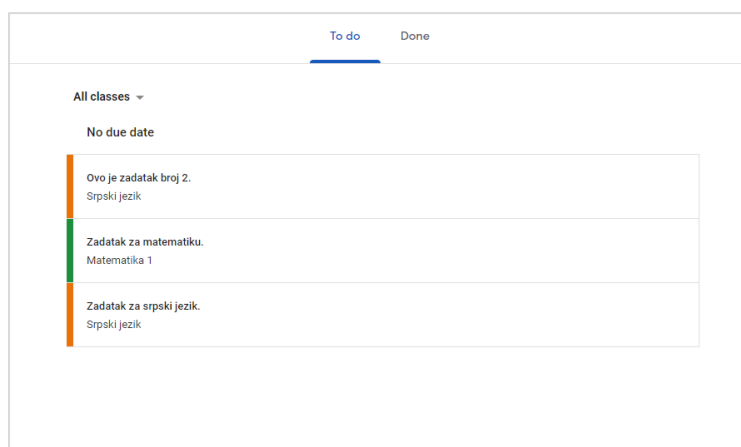 To do Done
All classes
No due date
Ovo je zadatak broj 2.
Srpski jezik
Zadatak za matematiku.
Matematika 1
Zadatak za srpski jezik.
Srpski jezik